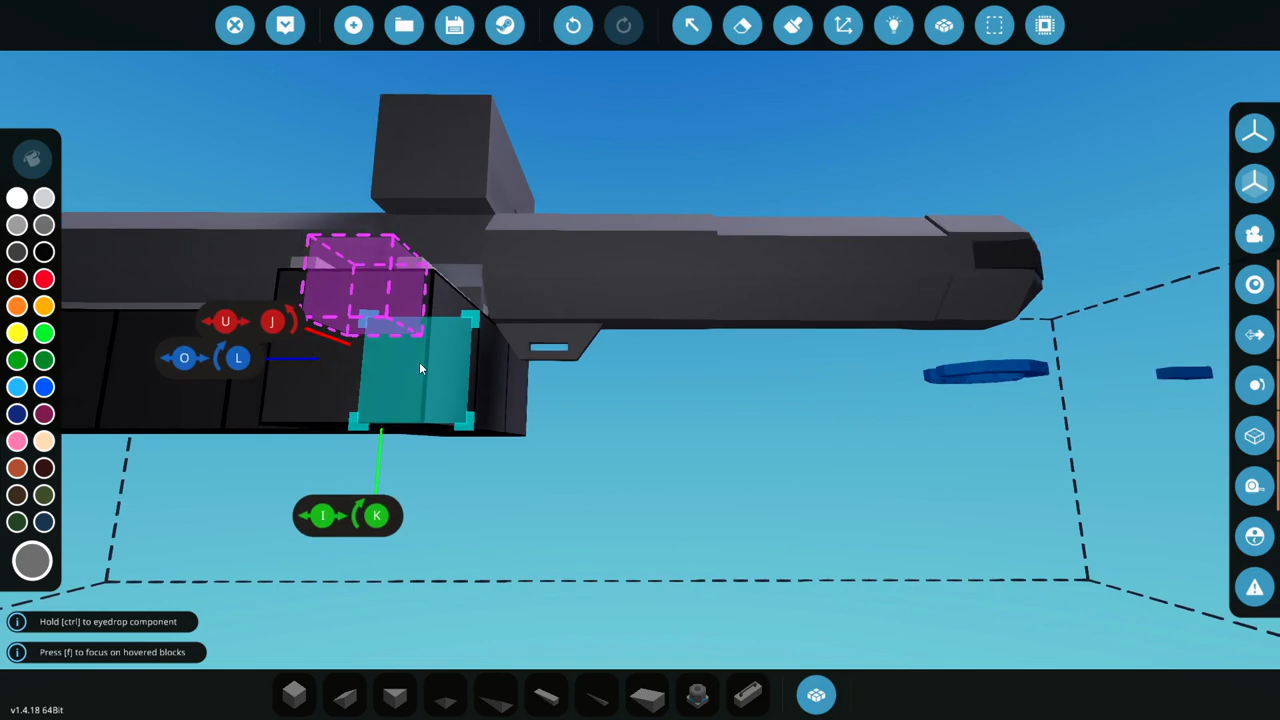 U J
O L
I K
Hold [ctrl] to eyedrop component
Press [f] to focus on hovered blocks
v1.4.18 64Bit